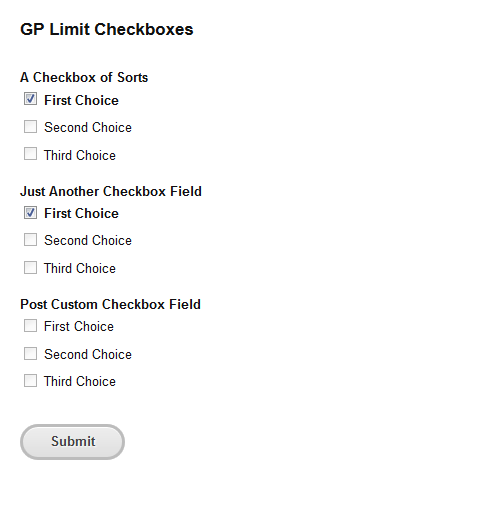 GP Limit Checkboxes
A Checkbox of Sorts
First Choice
Second Choice
Third Choice
Just Another Checkbox Field
First Choice
Second Choice
Third Choice
Post Custom Checkbox Field
First Choice
Second Choice
Third Choice
Submit